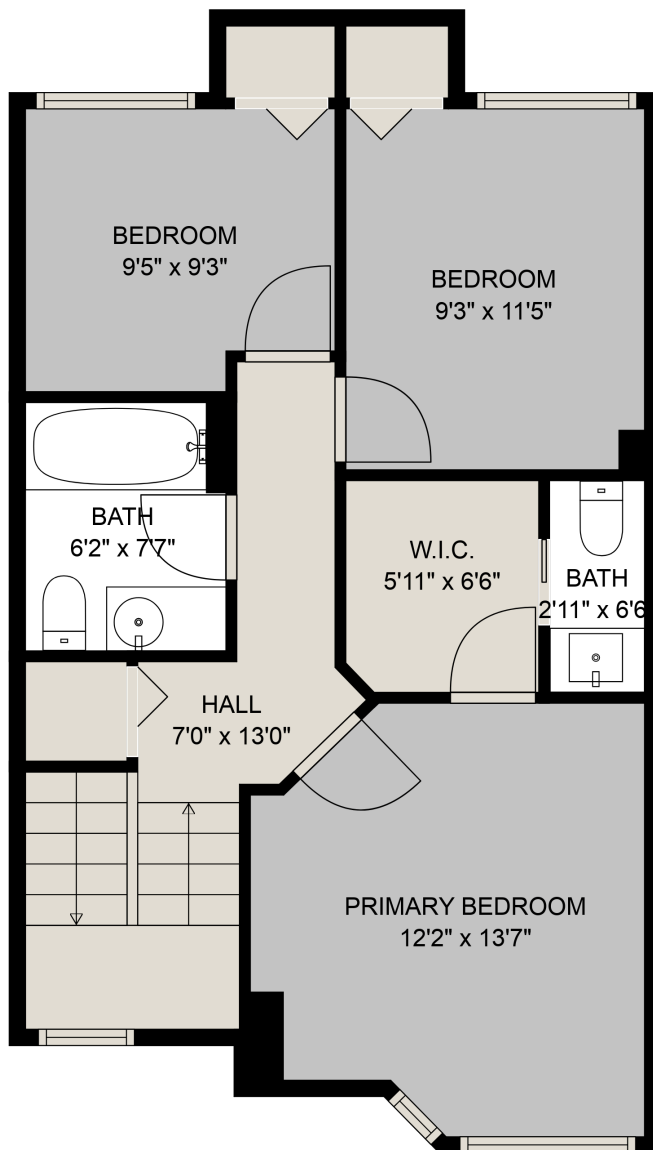 BEDROOM
9'5" x 9'3"
BEDROOM
9'3" x 11'5"
BATH
6'2" x 7'7"
W.I.C.
5'11" x 6'6"
BATH
2'11" x 6'6
HALL
7'0" x 13'0"
PRIMARY BEDROOM
12'2" x 13'7"